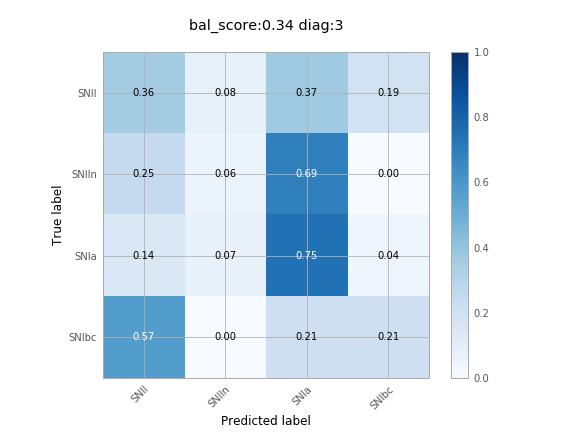 bal_score:0.34 diag:3
SNII 0.36 0.08 0.37 0.19
SNIIn 0.25 0.06 0.69 0.00
SNIa 0.14 0.07 0.75 0.04
SNIbc 0.57 0.00 0.21 0.21
True label
SNII SNIIn SNIa SNIbc
Predicted label
1.0
0.8
0.6
0.4
0.2
0.0